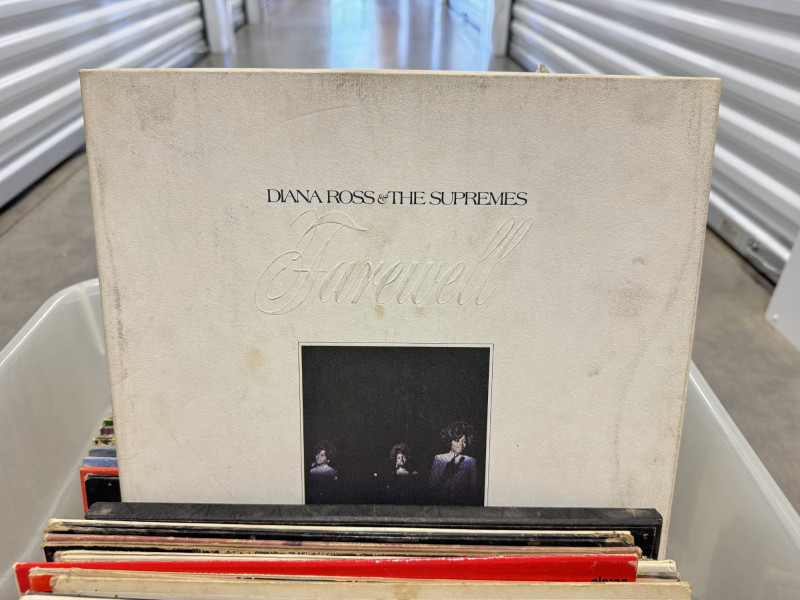 DIANA ROSS & THE SUPREMES
Farewell